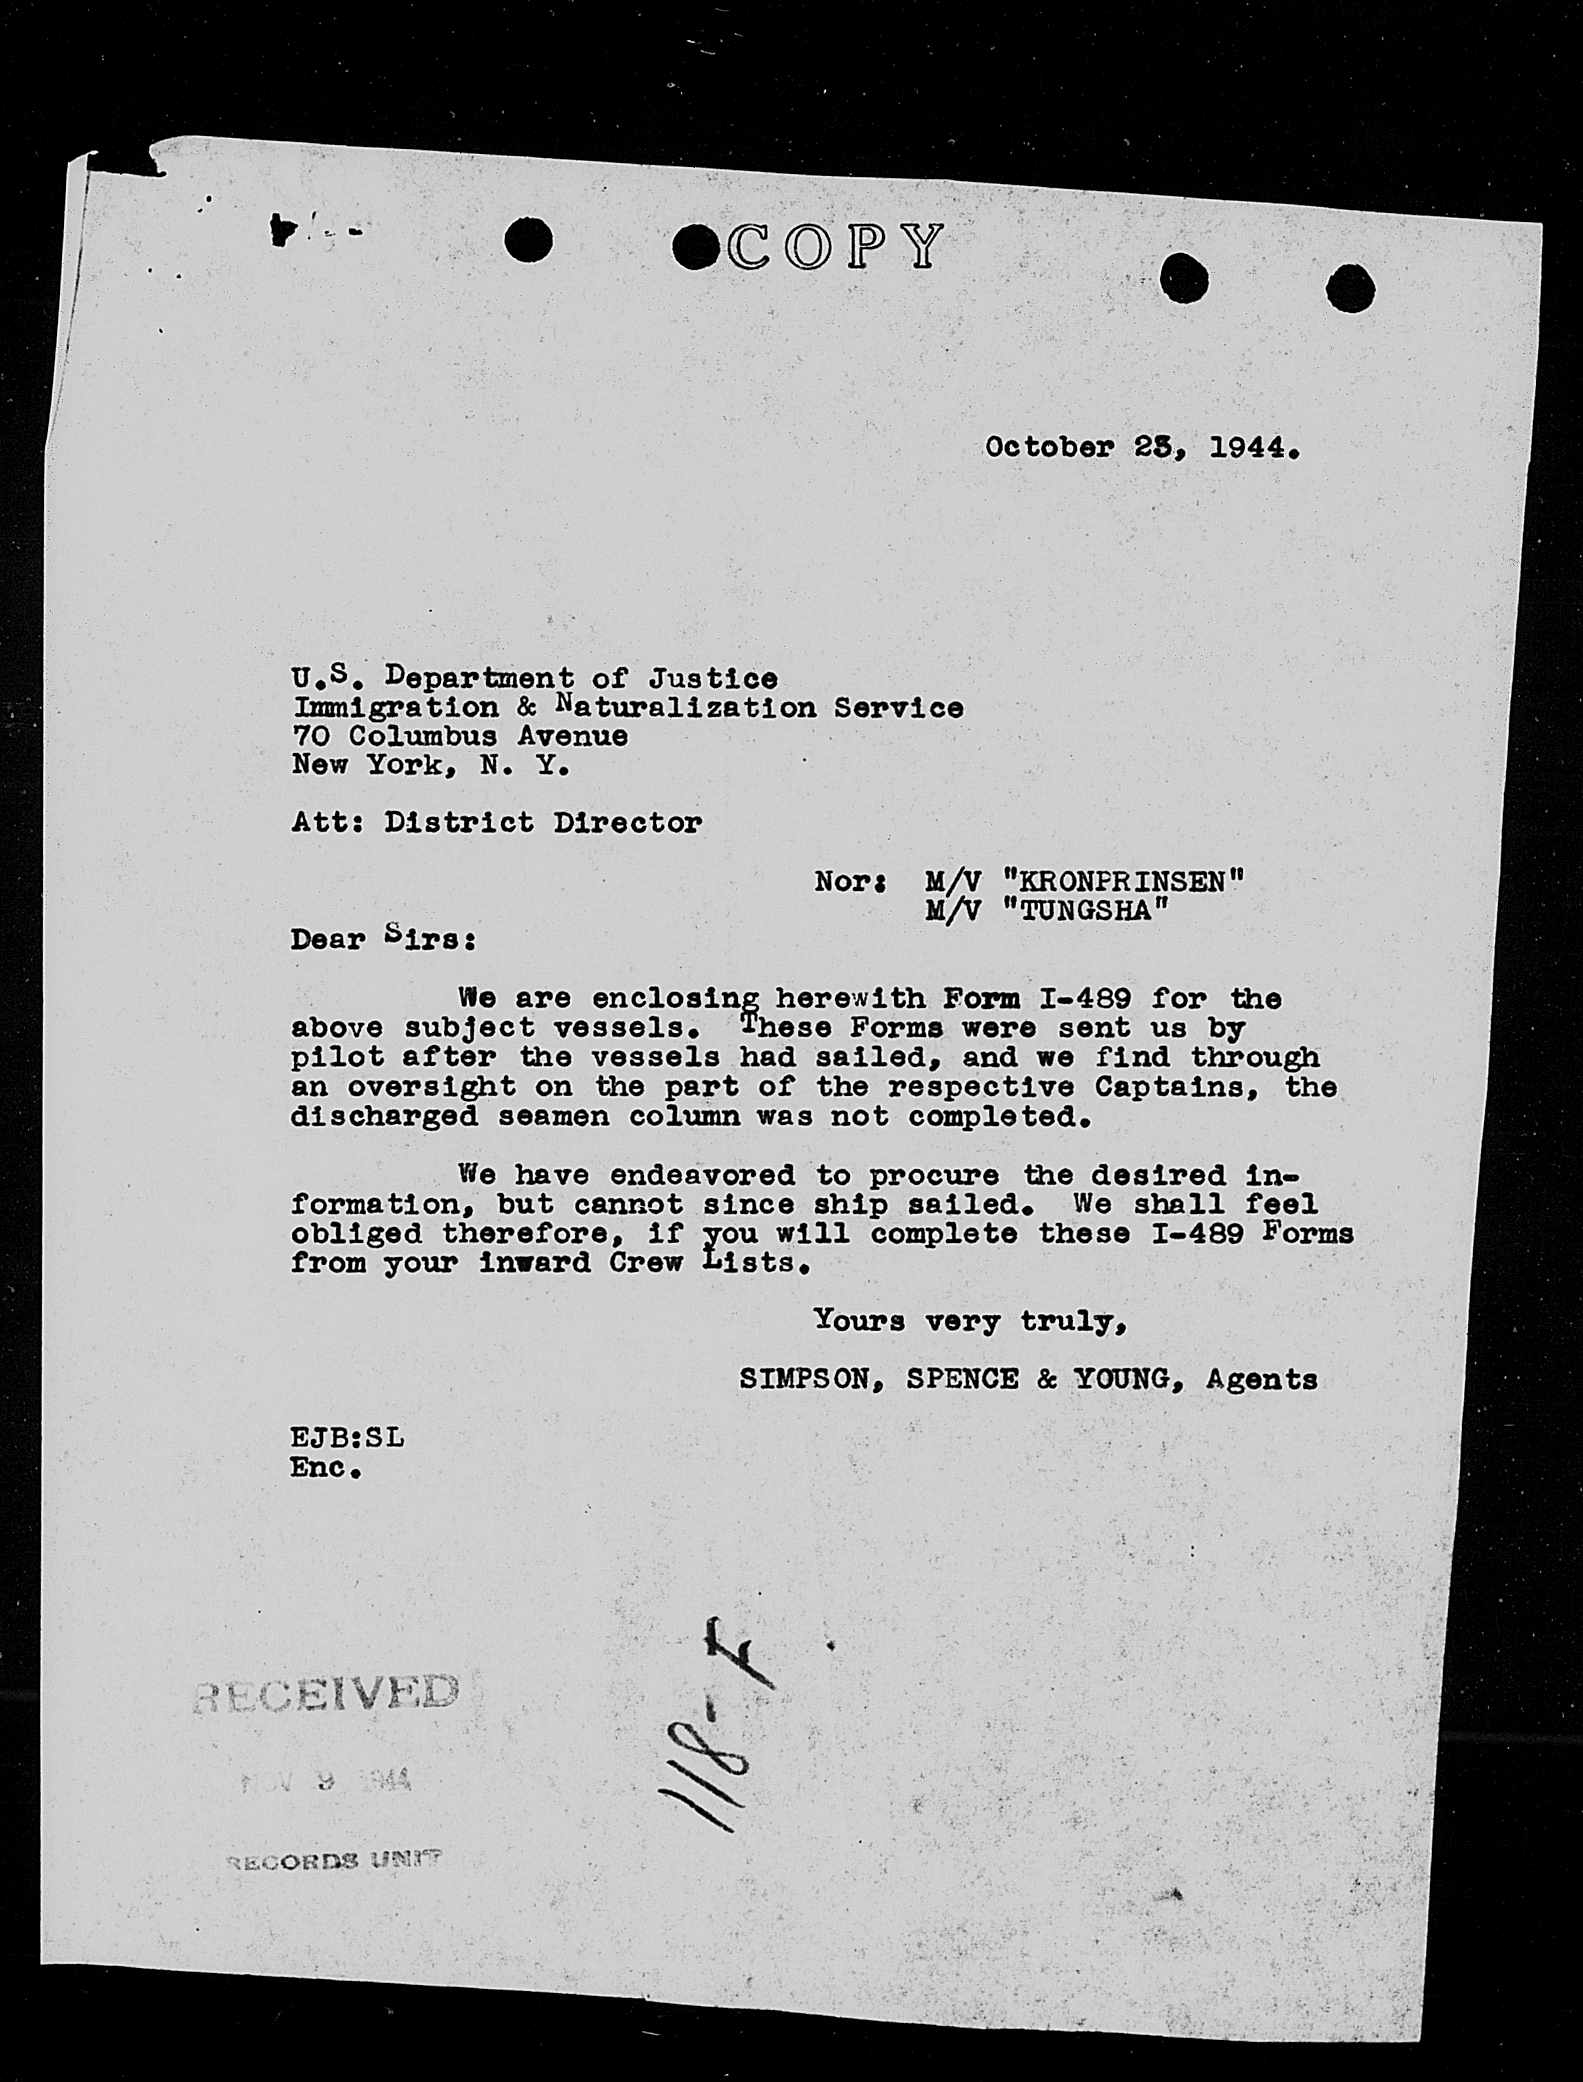 COPY
October 23, 1944.
U.S. Department of Justice
Immigration & Naturalization Service
70 Columbus Avenue
New York, N. Y.
Att: District Director
Nor: M/V "KRONPRINSEN"
M/V "TUNGSHA"
Dear Sirs:
We are enclosing herewith Form I-489 for the
above subject vessels. These Forms were sent us by
pilot after the vessels had sailed, and we find through
an oversight on the part of the respective Captains, the
discharged seamen column was not completed.
We have endeavored to procure the desired in-
formation, but cannot since ship sailed. We shall feel
obliged therefore, if you will complete these I-489 Forms
from your inward Crew Lists.
Yours very truly,
SIMPSON, SPENCE & YOUNG, Agents
EJB:SL
Enc.
118-
RECEIVED
NOV 9 1944
RECORDS UNIT